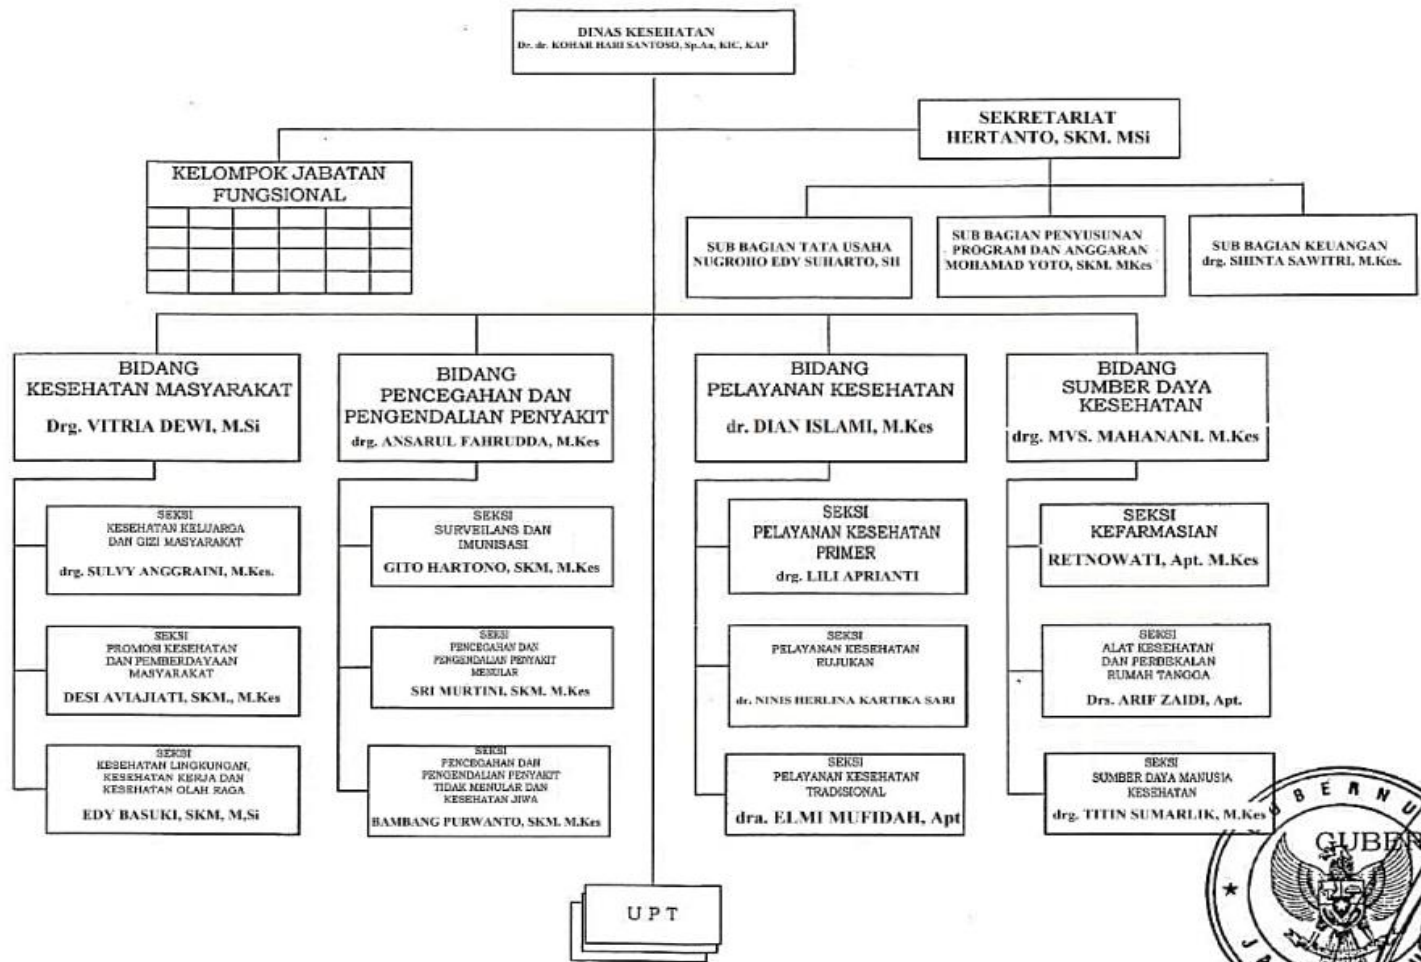 DINAS KESEHATAN
Dr. dr. KOHAR HARI SANTOSO, Sp.An, KIC, KAP
SEKRETARIAT
HERTANTO, SKM. MSi
KELOMPOK JABATAN
FUNGSIONAL
SUB BAGIAN TATA USAHA
NUGROHO EDY SUHARTO, SH
SUB BAGIAN PENYUSUNAN
PROGRAM DAN ANGGARAN
MOHAMAD YOTO, SKM. MKes
SUB BAGIAN KEUANGAN
drg. SHINTA SAWITRI, M.Kes.
BIDANG
KESEHATAN MASYARAKAT
Drg. VITRIA DEWI, M.Si
BIDANG
PENCEGAHAN DAN
PENGENDALIAN PENYAKIT
drg. ANSARUL FAHRUDDA, M.Kes
BIDANG
PELAYANAN KESEHATAN
dr. DIAN ISLAMI, M.Kes
BIDANG
SUMBER DAYA
KESEHATAN
drg. MVS. MAHANANI. M.Kes
SEKSI
KESEHATAN KELUARGA
DAN GIZI MASYARAKAT
drg. SULVY ANGGRAINI, M.Kes.
SEKSI
SURVEILANS DAN
IMUNISASI
GITO HARTONO, SKM, M.Kes
SEKSI
PELAYANAN KESEHATAN
PRIMER
drg. LILI APRIANTI
SEKSI
KEFARMASIAN
RETNOWATI, Apt. M.Kes
SEKSI
PROMOSI KESEHATAN
DAN PEMBERDAYAAN
MASYARAKAT
DESI AVIAJIATI, SKM., M.Kes
SEKSI
PENCEGAHAN DAN
PENGENDALIAN PENYAKIT
MENULAR
SRI MURTINI, SKM. M.Kes
SEKSI
PELAYANAN KESEHATAN
RUJUKAN
dr. NINIS HERLINA KARTIKA SARI
SEKSI
ALAT KESEHATAN
DAN PERBEKALAN
RUMAH TANGGA
Drs. ARIF ZAIDI, Apt.
SEKSI
KESEHATAN LINGKUNGAN,
KESEHATAN KERJA DAN
KESEHATAN OLAH RAGA
EDY BASUKI, SKM, M,Si
SEKSI
PENCEGAHAN DAN
PENGENDALIAN PENYAKIT
TIDAK MENULAR DAN
KESEHATAN JIWA
BAMBANG PURWANTO, SKM. M.Kes
SEKSI
PELAYANAN KESEHATAN
TRADISIONAL
dra. ELMI MUFIDAH, Apt
SEKSI
SUMBER DAYA MANUSIA
KESEHATAN
drg. TITIN SUMARLIK, M.Kes
UPT
GUBER